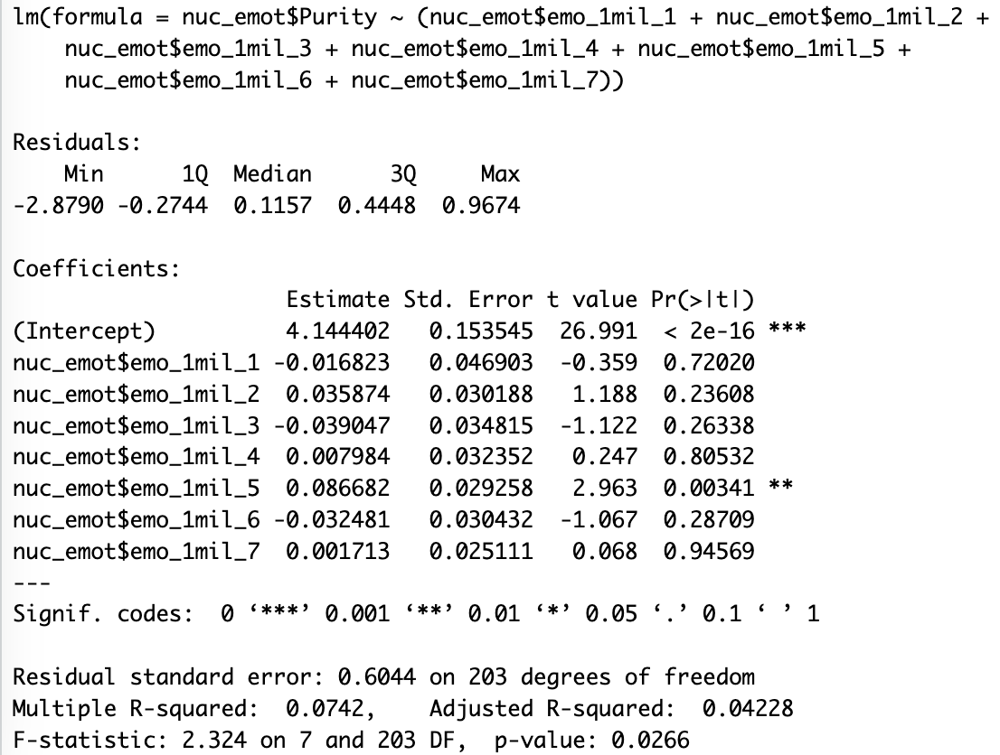 lm(formula = nuc_emot$Purity ~ (nuc_emot$emo_1mil_1 + nuc_emot$emo_1mil_2 +
    nuc_emot$emo_1mil_3 + nuc_emot$emo_1mil_4 + nuc_emot$emo_1mil_5 +
    nuc_emot$emo_1mil_6 + nuc_emot$emo_1mil_7))

Residuals:
    Min      1Q  Median      3Q     Max
-2.8790 -0.2744  0.1157  0.4448  0.9674

Coefficients:
                     Estimate Std. Error t value Pr(>|t|)
(Intercept)          4.144402   0.153545  26.991  < 2e-16 ***
nuc_emot$emo_1mil_1 -0.016823   0.046903  -0.359  0.72020
nuc_emot$emo_1mil_2  0.035874   0.030188   1.188  0.23608
nuc_emot$emo_1mil_3 -0.039047   0.034815  -1.122  0.26338
nuc_emot$emo_1mil_4  0.007984   0.032352   0.247  0.80532
nuc_emot$emo_1mil_5  0.086682   0.029258   2.963  0.00341 **
nuc_emot$emo_1mil_6 -0.032481   0.030432  -1.067  0.28709
nuc_emot$emo_1mil_7  0.001713   0.025111   0.068  0.94569
---
Signif. codes:  0 ‘***’ 0.001 ‘**’ 0.01 ‘*’ 0.05 ‘.’ 0.1 ‘ ’ 1

Residual standard error: 0.6044 on 203 degrees of freedom
Multiple R-squared:  0.0742,    Adjusted R-squared:  0.04228
F-statistic: 2.324 on 7 and 203 DF,  p-value: 0.0266